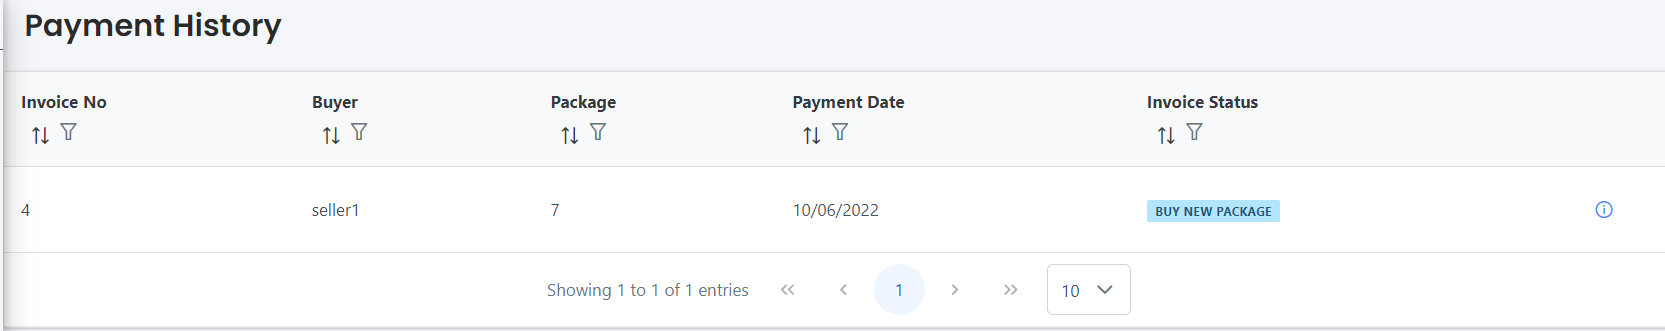 Payment History
Invoice No Buyer Package Payment Date Invoice Status
4 seller1 7 10/06/2022 BUY NEW PACKAGE
Showing 1 to 1 of 1 entries 1 10